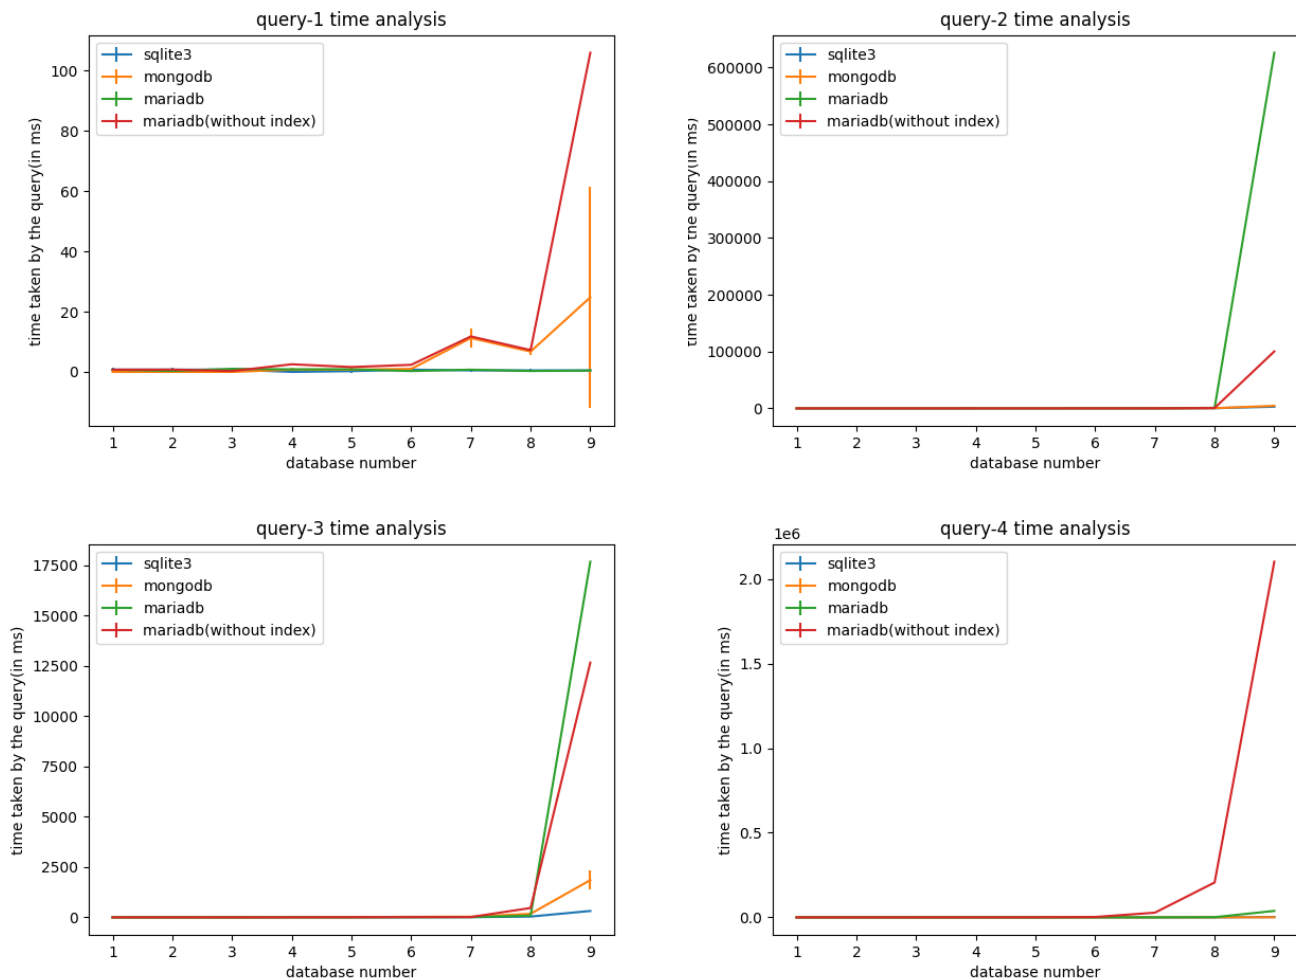 query-1 time analysis
time taken by the query(in ms)
100
80
60
40
20
0
sqlite3
mongodb
mariadb
mariadb(without index)
1 2 3 4 5 6 7 8 9
database number
query-2 time analysis
time taken by the query(in ms)
600000
500000
400000
300000
200000
100000
0
sqlite3
mongodb
mariadb
mariadb(without index)
1 2 3 4 5 6 7 8 9
database number
query-3 time analysis
time taken by the query(in ms)
17500
15000
12500
10000
7500
5000
2500
0
sqlite3
mongodb
mariadb
mariadb(without index)
1 2 3 4 5 6 7 8 9
database number
query-4 time analysis
1e6
time taken by the query(in ms)
2.0
1.5
1.0
0.5
0.0
sqlite3
mongodb
mariadb
mariadb(without index)
1 2 3 4 5 6 7 8 9
database number